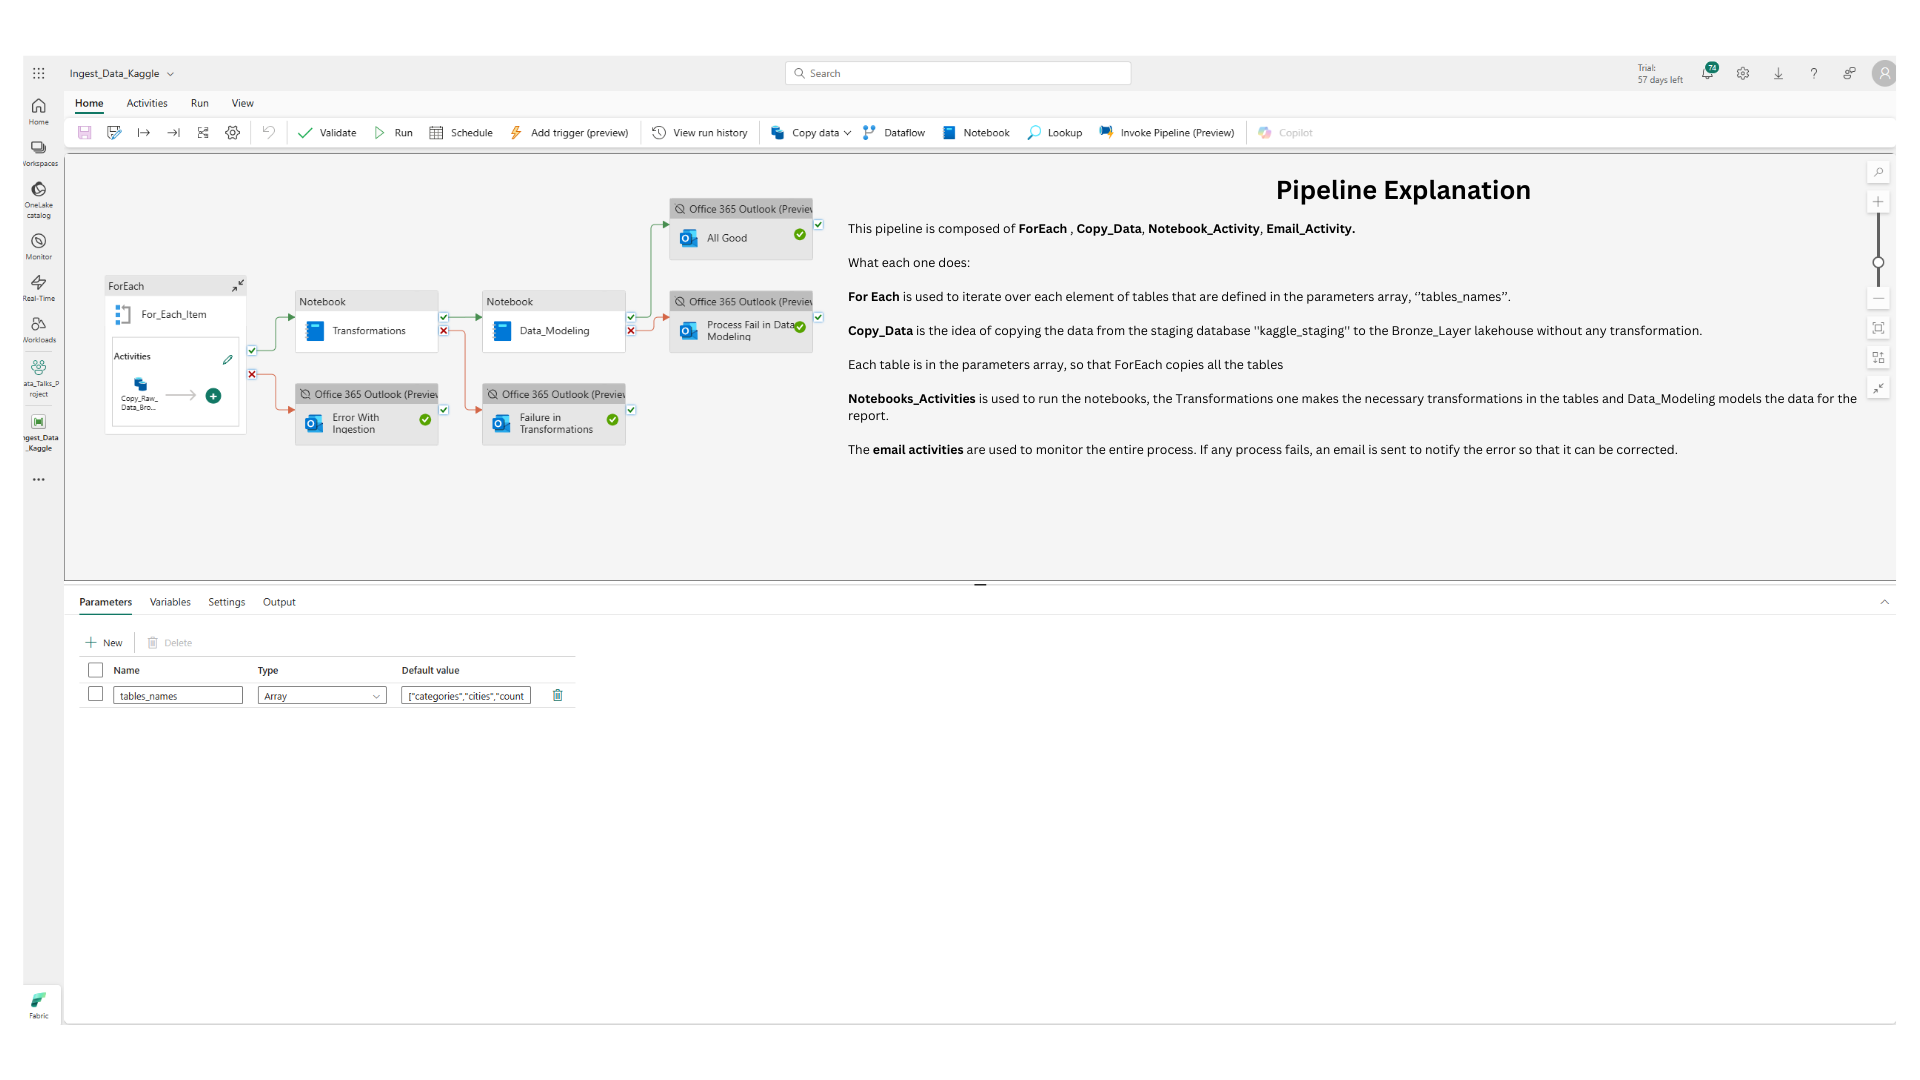 Ingest_Data_Kaggle
Search
Trial:
57 days left
74
Home
Activities
Run
View
Validate
Run
Schedule
Add trigger (preview)
View run history
Copy data
Dataflow
Notebook
Lookup
Invoke Pipeline (Preview)
Copilot
Home
Workspaces
OneLake
catalog
Monitor
Real-Time
Workloads
ata_Talks_P
roject
ngest_Data
_Kaggle
Fabric
ForEach
For_Each_Item
Activities
Copy_Raw_
Data_Bro...
Notebook
Transformations
Notebook
Data_Modeling
Office 365 Outlook (Preview
All Good
Office 365 Outlook (Preview
Process Fail in Data
Modeling
Office 365 Outlook (Preview
Error With
Ingestion
Office 365 Outlook (Preview
Failure in
Transformations
Pipeline Explanation
This pipeline is composed of ForEach , Copy_Data, Notebook_Activity, Email_Activity.
What each one does:
For Each is used to iterate over each element of tables that are defined in the parameters array, ‘’tables_names’’.
Copy_Data is the idea of copying the data from the staging database "kaggle_staging" to the Bronze_Layer lakehouse without any transformation.
Each table is in the parameters array, so that ForEach copies all the tables
Notebooks_Activities is used to run the notebooks, the Transformations one makes the necessary transformations in the tables and Data_Modeling models the data for the
report.
The email activities are used to monitor the entire process. If any process fails, an email is sent to notify the error so that it can be corrected.
Parameters
Variables
Settings
Output
New
Delete
Name
Type
Default value
tables_names
Array
["categories","cities","count